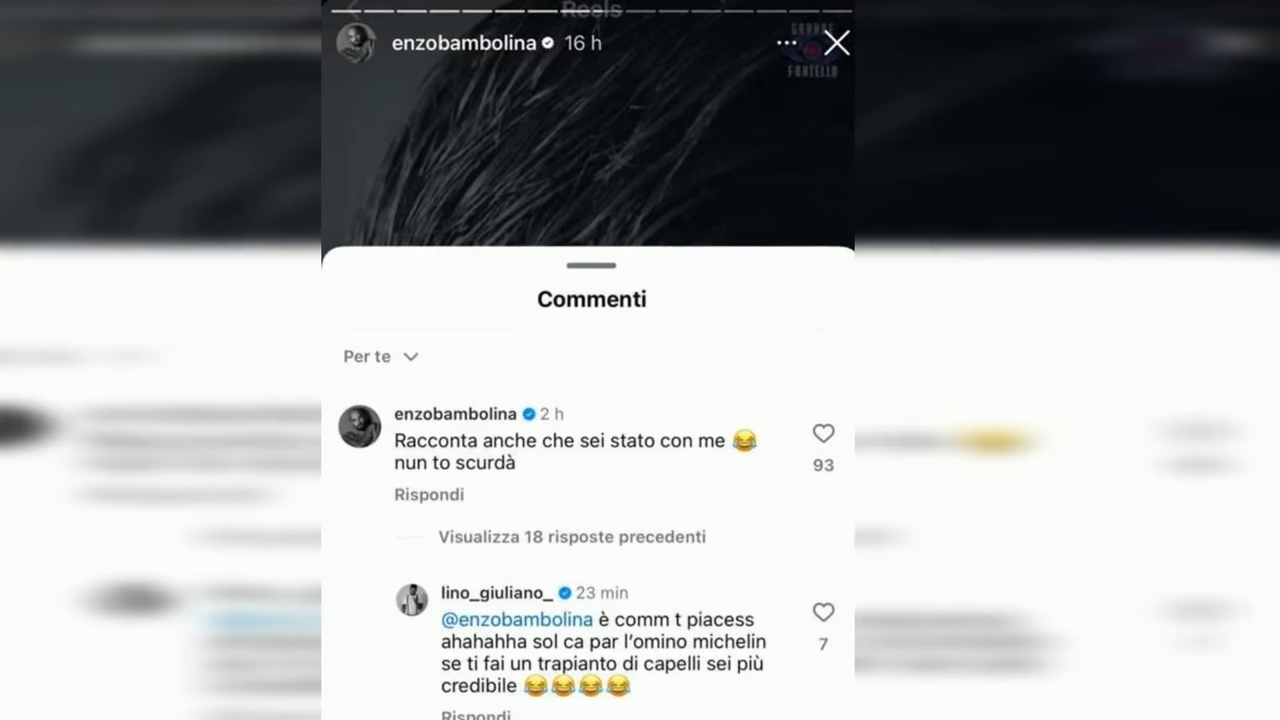 Reels
enzobambolina 16 h
GRANDE
FRATELLO
Commenti
Per te
enzobambolina 2 h
Racconta anche che sei stato con me 😂
nun to scurdà
93
Rispondi
Visualizza 18 risposte precedenti
lino_giuliano_ 23 min
@enzobambolina è comm t piacess
ahahahha sol ca par l’omino michelin
se ti fai un trapianto di capelli sei più
credibile 😂😂😂😂
7
Rispondi